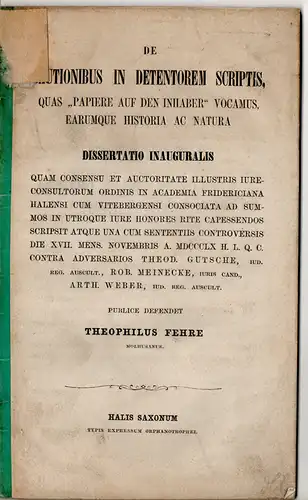 DE
CAUTIONIBUS IN DETENTOREM SCRIPTIS,
QUAS „PAPIERE AUF DEN INHABER“ VOCAMUS,
EARUMQUE HISTORIA AC NATURA
DISSERTATIO INAUGURALIS
QUAM CONSENSU ET AUCTORITATE ILLUSTRIS IURE-
CONSULTORUM ORDINIS IN ACADEMIA FRIDERICIANA
HALENSI CUM VITEBERGENSI CONSOCIATA AD SUM-
MOS IN UTROQUE IURE HONORES RITE CAPESSENDOS
SCRIPSIT ATQUE UNA CUM SENTENTIIS CONTROVERSIS
DIE XVII. MENS. NOVEMBRIS A. MDCCCLX H. L. Q. C.
CONTRA ADVERSARIOS THEOD. GUTSCHE, IUD.
REG. AUSCULT., ROB. MEINECKE, IURIS CAND.,
ARTH. WEBER, IUD. REG. AUSCULT.
PUBLICE DEFENDET
THEOPHILUS FEHRE
MOLHUSANUS.
HALIS SAXONUM
TYPIS EXPRESSUM ORPHANOTROPHEI.